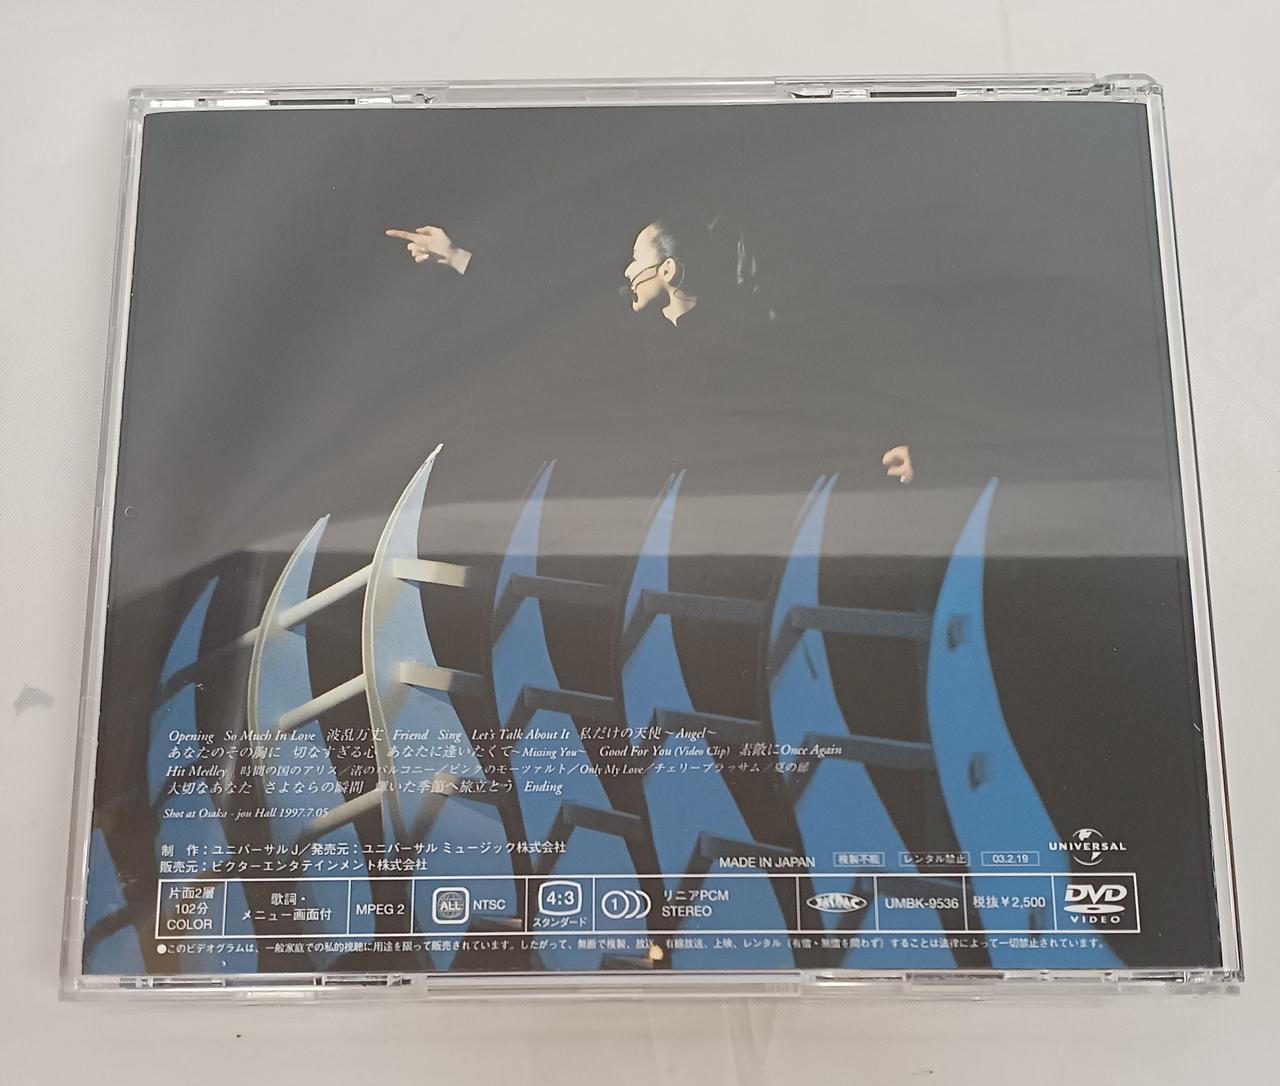 Opening So Much In Love 波乱万丈 Friend Sing Let's Talk About It 私だけの天使～Angel～
あなたのその胸に 切なすぎる心 あなたに逢いたくて～Missing You～ Good For You (Video Clip) 素敵にOnce Again
Hit Medley 時間の国のアリス／渚のバルコニー／ピンクのモーツァルト／Only My Love／チェリーブラッサム／夏の扉
大切なあなた さよならの瞬間 輝いた季節へ旅立とう Ending
Shot at Osaka - jou Hall 1997.7.05
制 作：ユニバーサル J／発売元：ユニバーサル ミュージック株式会社
販売元：ビクターエンタテインメント株式会社
MADE IN JAPAN 複製不能 レンタル禁止 03.2.19
UNIVERSAL
片面2層
102分
COLOR
歌詞・
メニュー画面付
MPEG 2
ALL NTSC
4:3
スタンダード
1
リニアPCM
STEREO
JASRAC
UMBK-9536
税抜￥2,500
DVD
VIDEO
●このビデオグラムは、一般家庭での私的視聴に用途を限って販売されています。したがって、無断で複製、放送、有線放送、上映、レンタル（有償・無償を問わず）することは法律によって一切禁止されています。